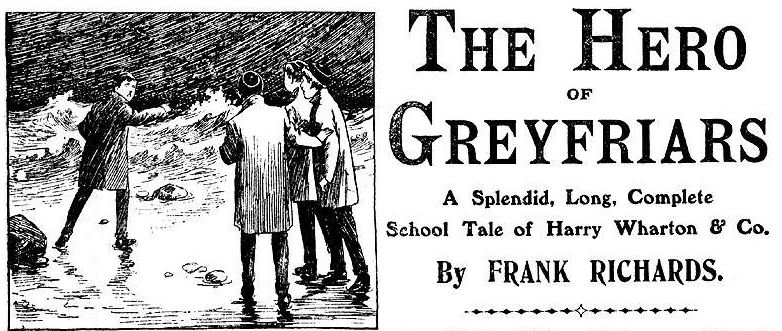 THE HERO
OF
GREYFRIARS
A Splendid, Long, Complete
School Tale of Harry Wharton & Co.
By FRANK RICHARDS.